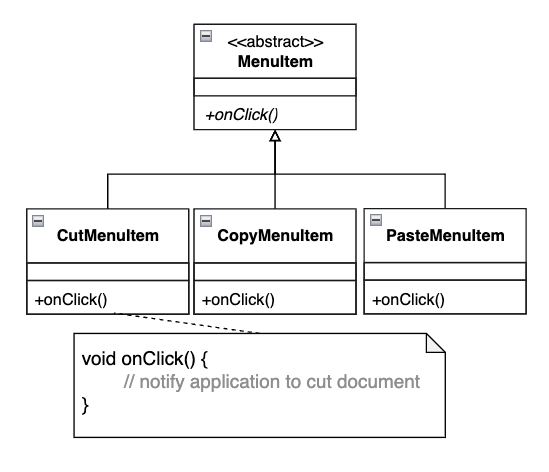 <<abstract>>
MenuItem
+onClick()
CutMenuItem
CopyMenuItem
PasteMenuItem
+onClick()
+onClick()
+onClick()
void onClick() {
// notify application to cut document
}